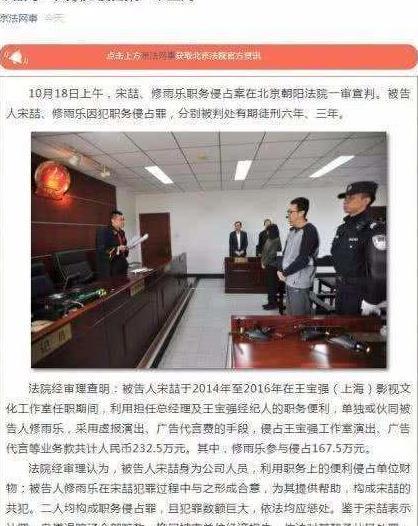 京法网事 今天
点击上方京法网事获取北京法院官方资讯
10月18日上午，宋喆、修雨乐职务侵占案在北京朝阳法院一审宣判。被告
人宋喆、修雨乐因犯职务侵占罪，分别被判处有期徒刑六年、三年。
法院经审理查明：被告人宋喆于2014年至2016年在王宝强（上海）影视文
化工作室任职期间，利用担任总经理及王宝强经纪人的职务便利，单独或伙同被
告人修雨乐，采取虚报演出、广告代言费的手段，侵占王宝强工作室演出、广告
代言等业务款共计人民币232.5万元。其中，修雨乐参与侵占167.5万元。
法院经审理认为，被告人宋喆身为公司人员，利用职务上的便利侵占单位财
物；被告人修雨乐在宋喆犯罪过程中与之形成合意，为其提供帮助，构成宋喆的
共犯。二人均构成职务侵占罪，且犯罪数额巨大，依法均应惩处。鉴于宋喆表示